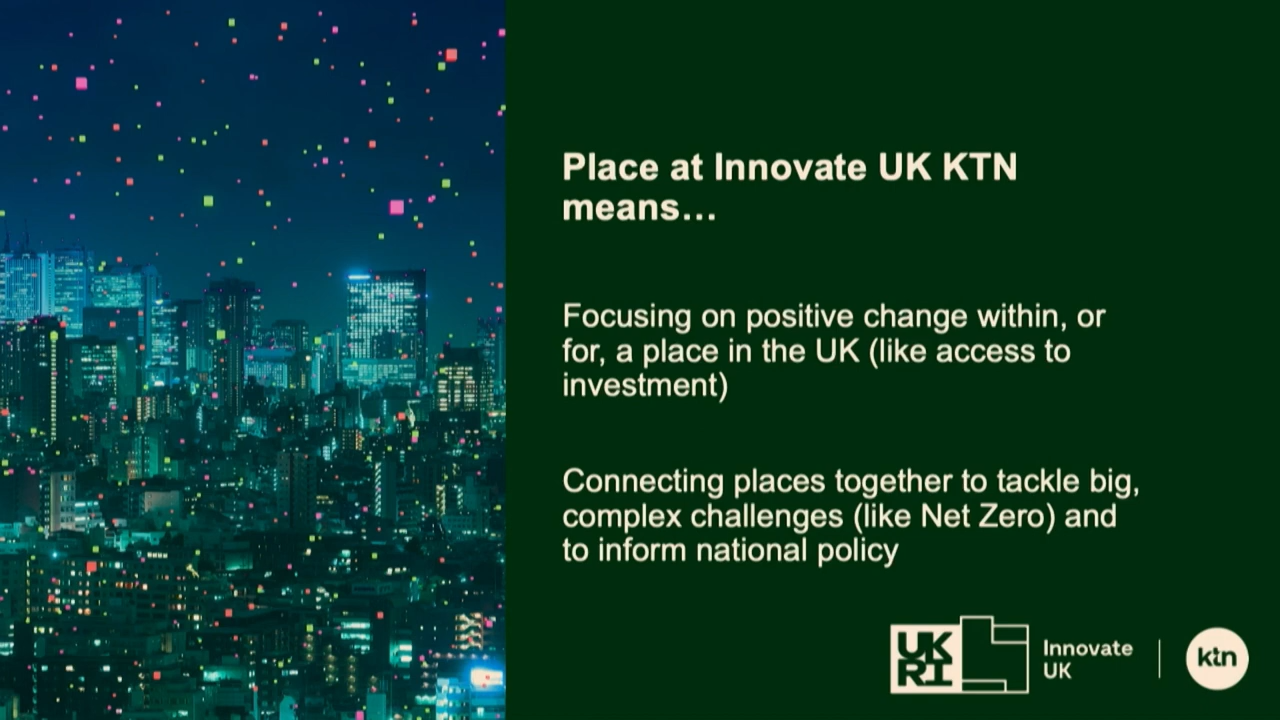 Place at Innovate UK KTN
means…
Focusing on positive change within, or
for, a place in the UK (like access to
investment)
Connecting places together to tackle big,
complex challenges (like Net Zero) and
to inform national policy
UK
RI
Innovate
UK
ktn